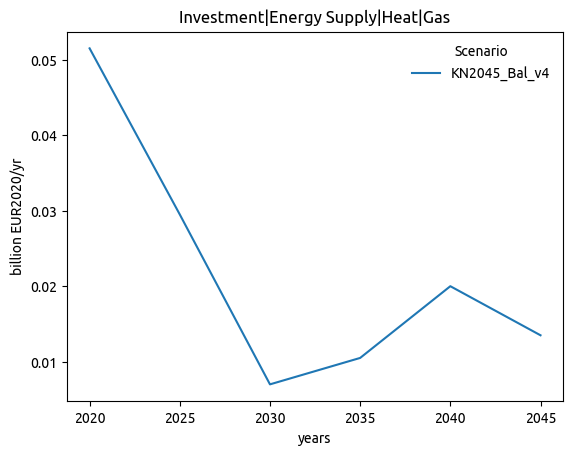 Investment|Energy Supply|Heat|Gas
Scenario
KN2045_Bal_v4
billion EUR2020/yr
0.05
0.04
0.03
0.02
0.01
2020 2025 2030 2035 2040 2045
years